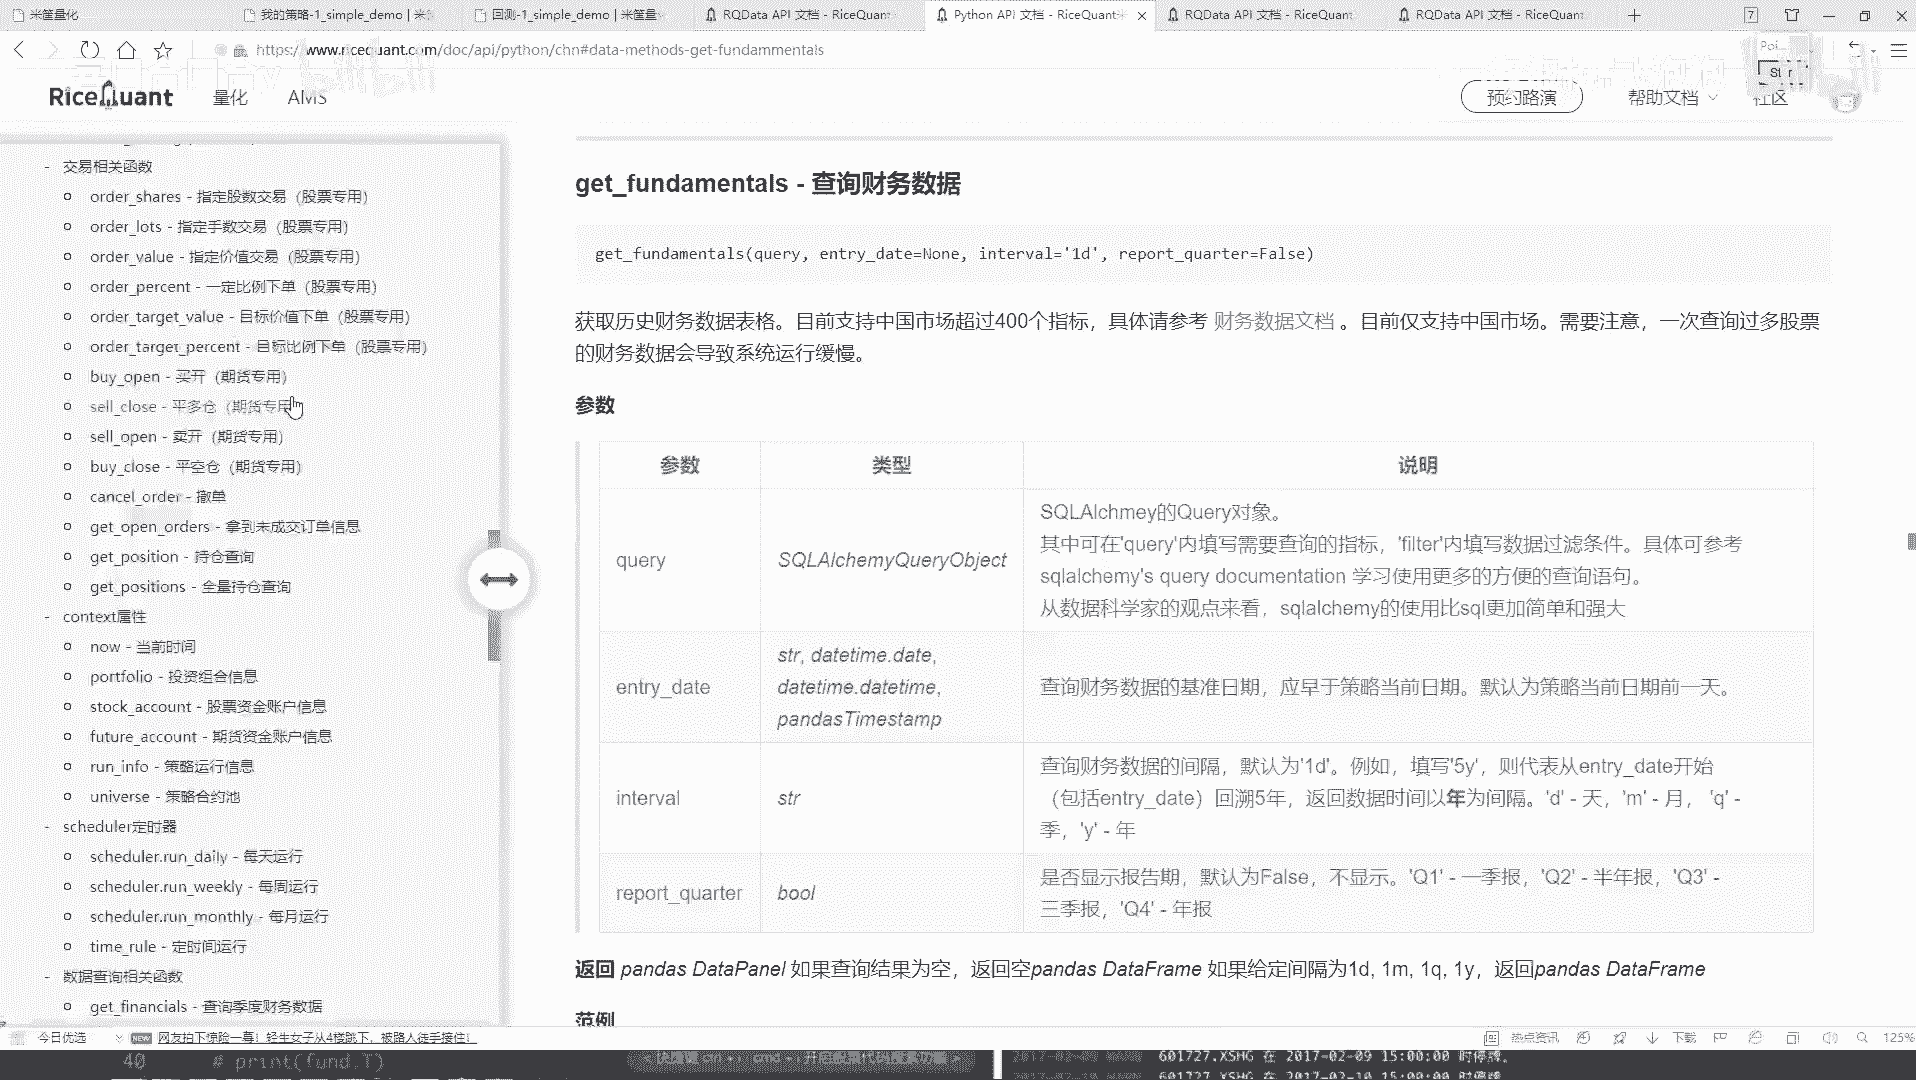 米筐量化
我的策略-1_simple_demo | 米筐
回测-1_simple_demo | 米筐量
RQData API 文档 - RiceQuant
Python API 文档 - RiceQuant
RQData API 文档 - RiceQuant
RQData API 文档 - RiceQuant
7
https://www.ricequant.com/doc/api/python/chn#data-methods-get-fundammentals
RiceQuant
量化
AMS
预约路演
帮助文档
社区
- 交易相关函数
order_shares - 指定股数交易（股票专用）
order_lots - 指定手数交易（股票专用）
order_value - 指定价值交易（股票专用）
order_percent - 一定比例下单（股票专用）
order_target_value - 目标价值下单（股票专用）
order_target_percent - 目标比例下单（股票专用）
buy_open - 买开（期货专用）
sell_close - 平多仓（期货专用）
sell_open - 卖开（期货专用）
buy_close - 平空仓（期货专用）
cancel_order - 撤单
get_open_orders - 拿到未成交订单信息
get_position - 持仓查询
get_positions - 全量持仓查询
- context属性
now - 当前时间
portfolio - 投资组合信息
stock_account - 股票资金账户信息
future_account - 期货资金账户信息
run_info - 策略运行信息
universe - 策略合约池
- scheduler定时器
scheduler.run_daily - 每天运行
scheduler.run_weekly - 每周运行
scheduler.run_monthly - 每月运行
time_rule - 定时间运行
- 数据查询相关函数
get_financials - 查询季度财务数据
get_fundamentals - 查询财务数据
get_fundamentals(query, entry_date=None, interval='1d', report_quarter=False)
获取历史财务数据表格。目前支持中国市场超过400个指标，具体请参考 财务数据文档 。目前仅支持中国市场。需要注意，一次查询过多股票
的财务数据会导致系统运行缓慢。
参数
参数 类型 说明
query
SQLAlchemyQueryObject
SQLAlchmey的Query对象。
其中可在'query'内填写需要查询的指标，'filter'内填写数据过滤条件。具体可参考
sqlalchemy's query documentation 学习使用更多的方便的查询语句。
从数据科学家的观点来看，sqlalchemy的使用比sql更加简单和强大
entry_date
str, datetime.date,
datetime.datetime,
pandasTimestamp
查询财务数据的基准日期，应早于策略当前日期。默认为策略当前日期前一天。
interval
str
查询财务数据的间隔，默认为'1d'。例如，填写'5y'，则代表从entry_date开始
（包括entry_date）回溯5年，返回数据时间以年为间隔。'd' - 天，'m' - 月， 'q' -
季，'y' - 年
report_quarter
bool
是否显示报告期，默认为False，不显示。'Q1' - 一季报，'Q2' - 半年报，'Q3' -
三季报，'Q4' - 年报
返回 pandas DataPanel 如果查询结果为空，返回空pandas DataFrame 如果给定间隔为1d, 1m, 1q, 1y，返回pandas DataFrame
范例
今日优选
NEW
网友拍下惊险一幕！轻生女子从4楼跳下，被路人徒手接住！
热点资讯
下载
125%
40 # print(fund.T)
601727.XSHG 在 2017-02-09 15:00:00 时停牌。
601727.XSHG 在 2017-02-10 15:00:00 时停牌。